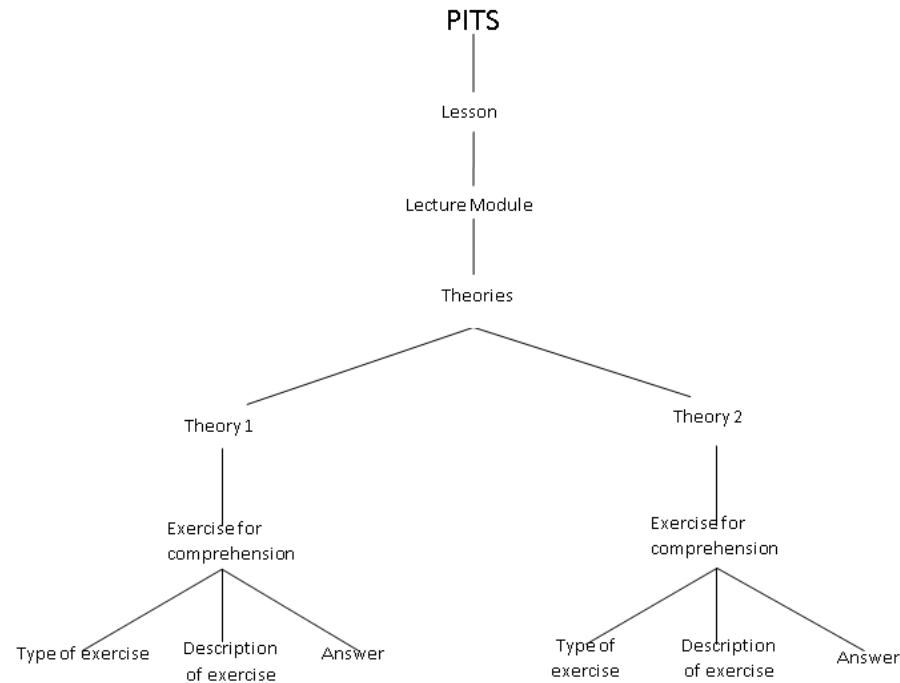 PITS
Lesson
Lecture Module
Theories
Theory 1
Theory 2
Exercise for
comprehension
Exercise for
comprehension
Type of exercise
Description
of exercise
Answer
Type of
exercise
Description
of exercise
Answer